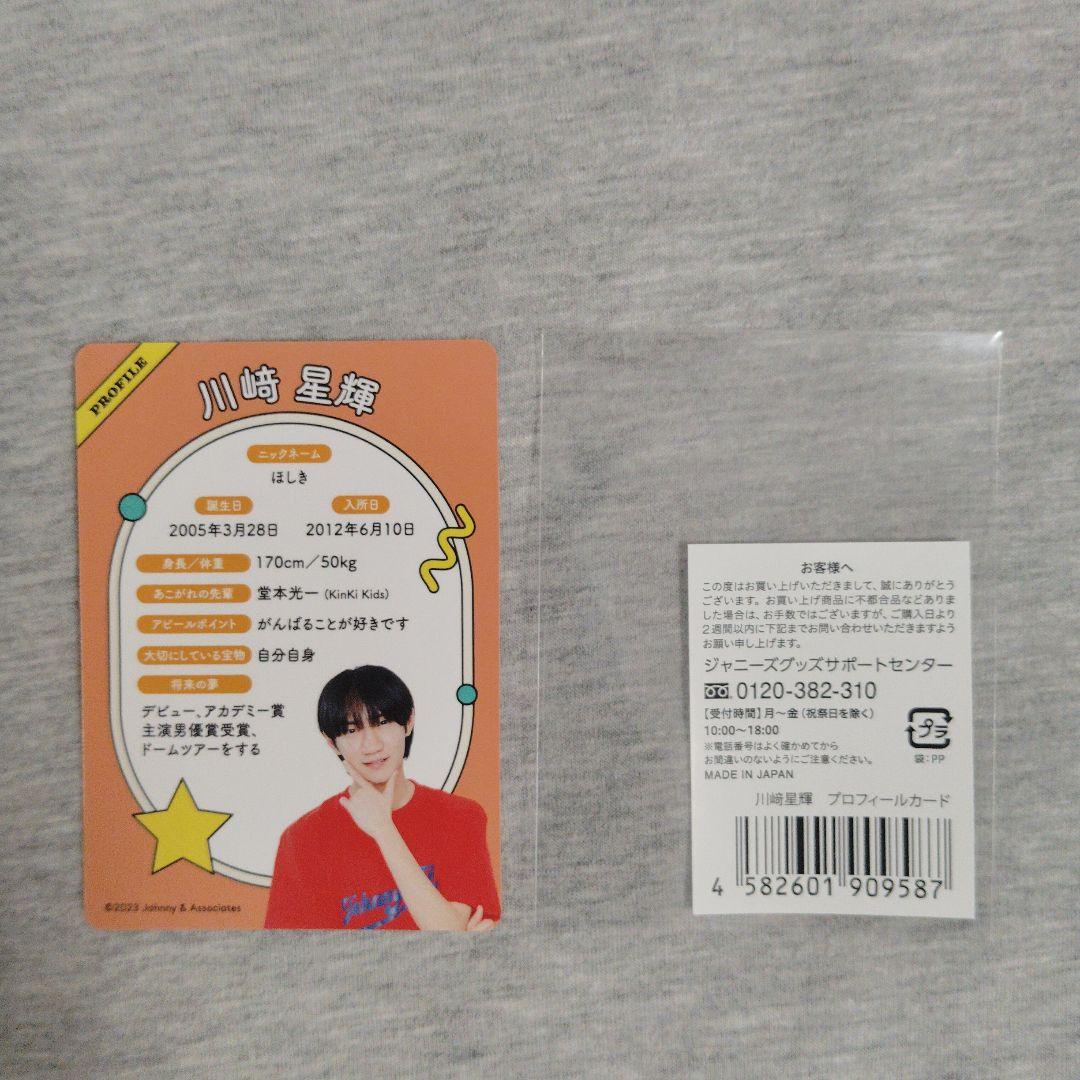 PROFILE
川﨑 星輝
ニックネーム
ほしき
誕生日
2005年3月28日
入所日
2012年6月10日
身長／体重 170cm／50kg
あこがれの先輩 堂本光一 (KinKi Kids)
アピールポイント がんばることが好きです
大切にしている宝物 自分自身
将来の夢
デビュー、アカデミー賞
主演男優賞受賞、
ドームツアーをする
©2023 Johnny & Associates
お客様へ
この度はお買い上げいただきまして、誠にありがとう
ございます。お買い上げ商品に不都合品などありま
した場合は、お手数ではございますが、ご購入日より
2週間以内に下記までお問い合わせいただきますよう
お願い申し上げます。
ジャニーズグッズサポートセンター
0120-382-310
【受付時間】月～金（祝祭日を除く）
10:00～18:00
※電話番号はよく確かめてから
お間違いのないようにご注意ください。
MADE IN JAPAN
プラ
袋：PP
川﨑星輝 プロフィールカード
4 582601 909587